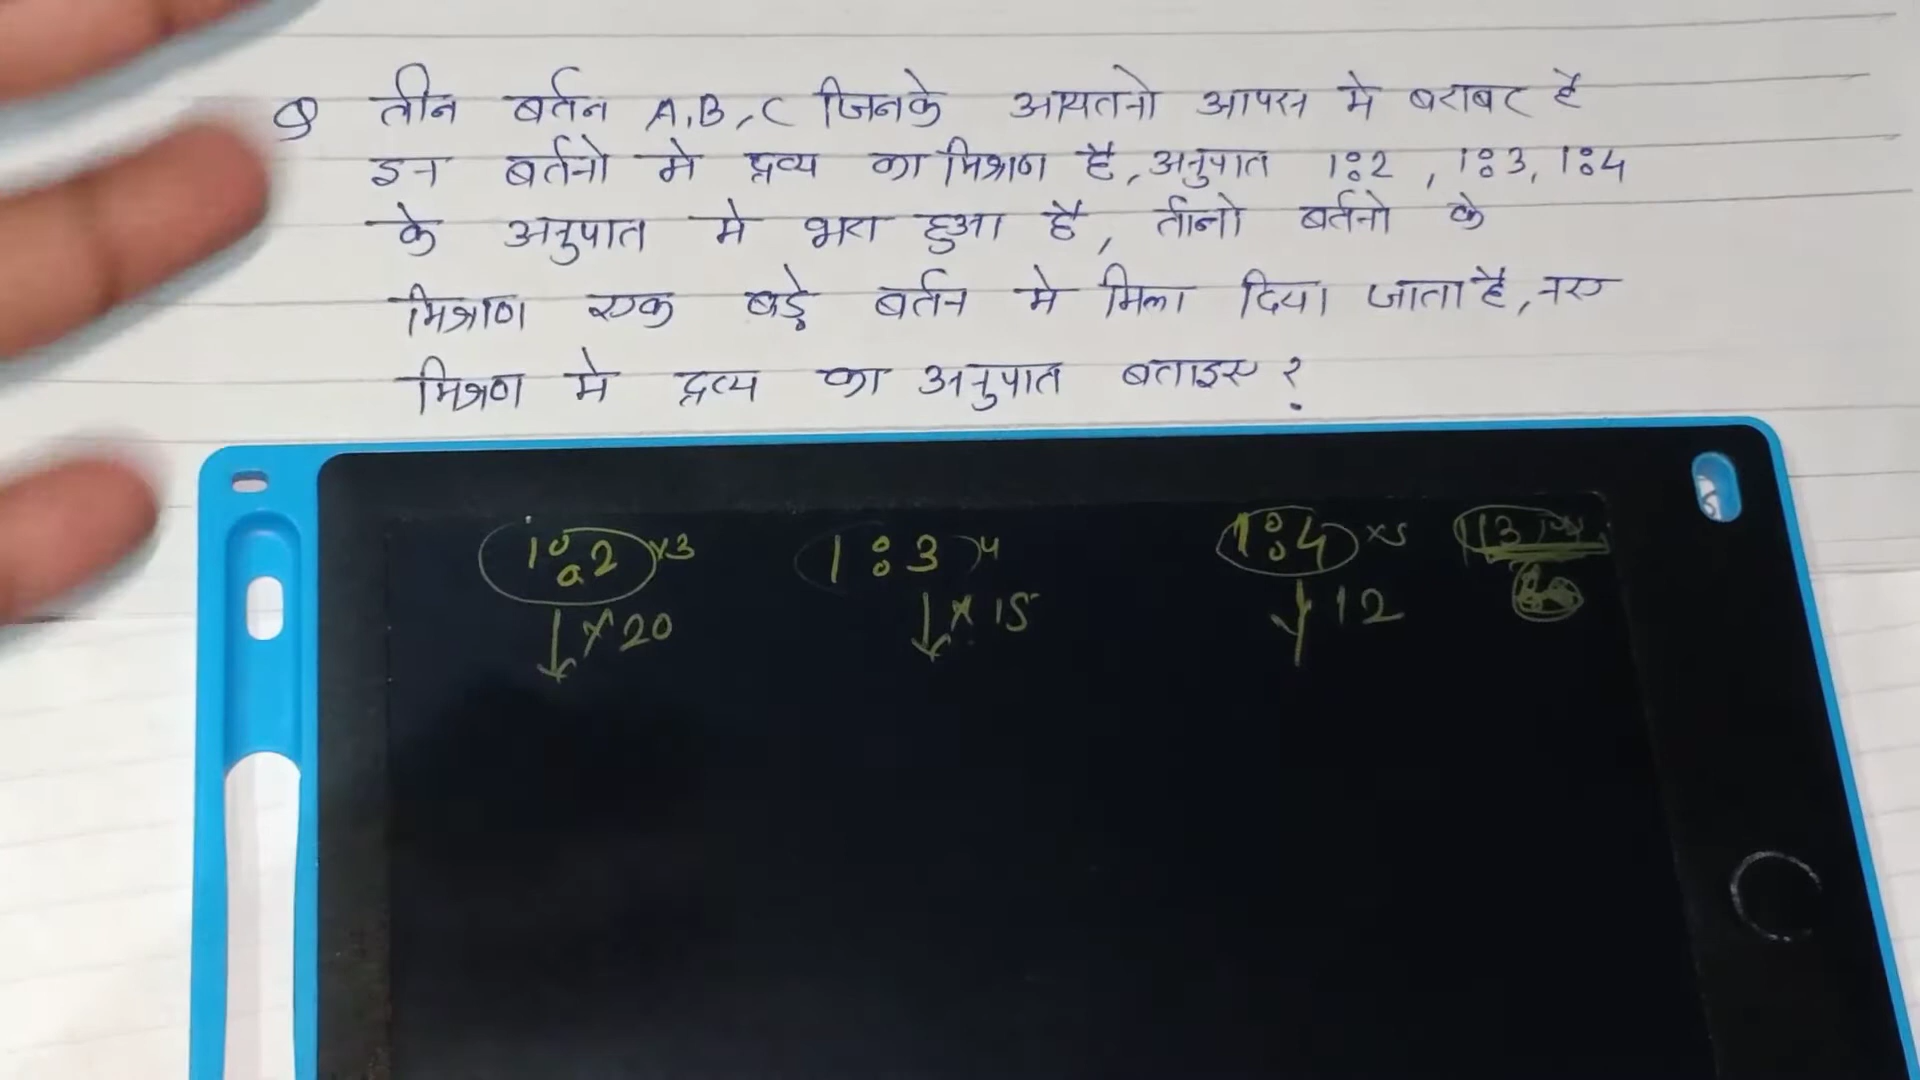 Q तीन बर्तन A,B,C जिनके आयतनो आपस मे बराबर है
इन बर्तनो मे द्रव्य का मिश्रण है, अनुपात 1:2, 1:3, 1:4
के अनुपात मे भरा हुआ है, तीनो बर्तनो के
मिश्रण एक बड़े बर्तन मे मिला दिया जाता है, नए
मिश्रण मे द्रव्य का अनुपात बताइए ?
1:2 ×3 1:3 4 1:4 ×5
↓×20 ↓×15 ↓12